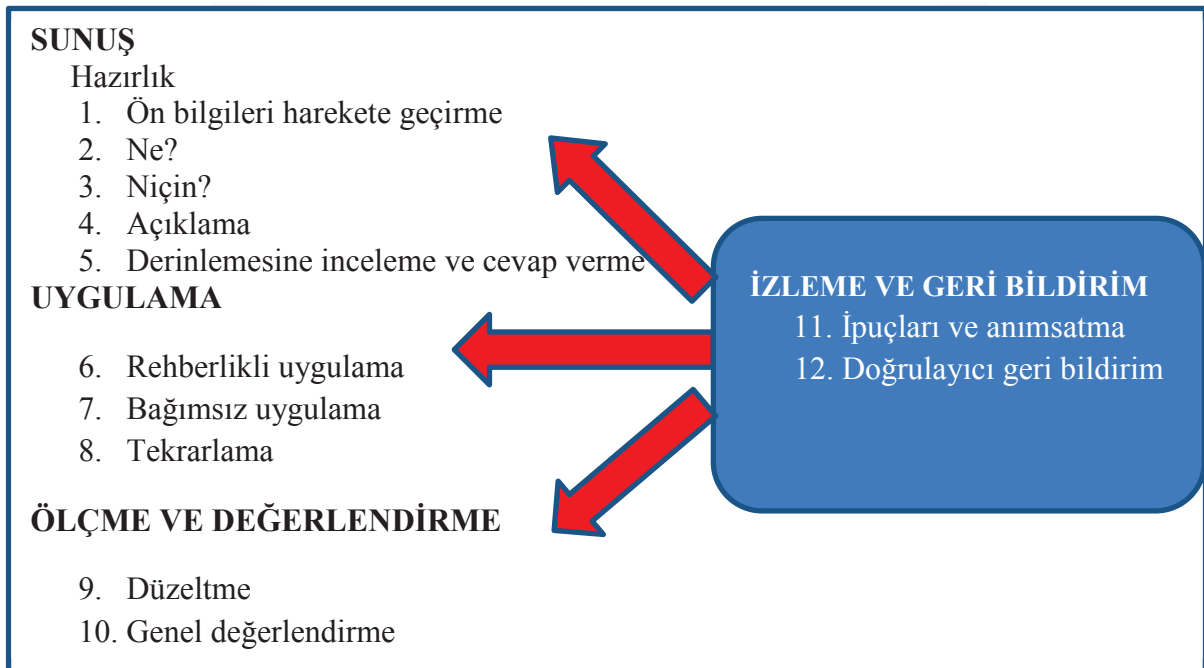 SUNUŞ
Hazırlık
1. Ön bilgileri harekete geçirme
2. Ne?
3. Niçin?
4. Açıklama
5. Derinlemesine inceleme ve cevap verme
UYGULAMA
6. Rehberlikli uygulama
7. Bağımsız uygulama
8. Tekrarlama
ÖLÇME VE DEĞERLENDİRME
9. Düzeltme
10. Genel değerlendirme
İZLEME VE GERİ BİLDİRİM
11. İpuçları ve anımsatma
12. Doğrulayıcı geri bildirim